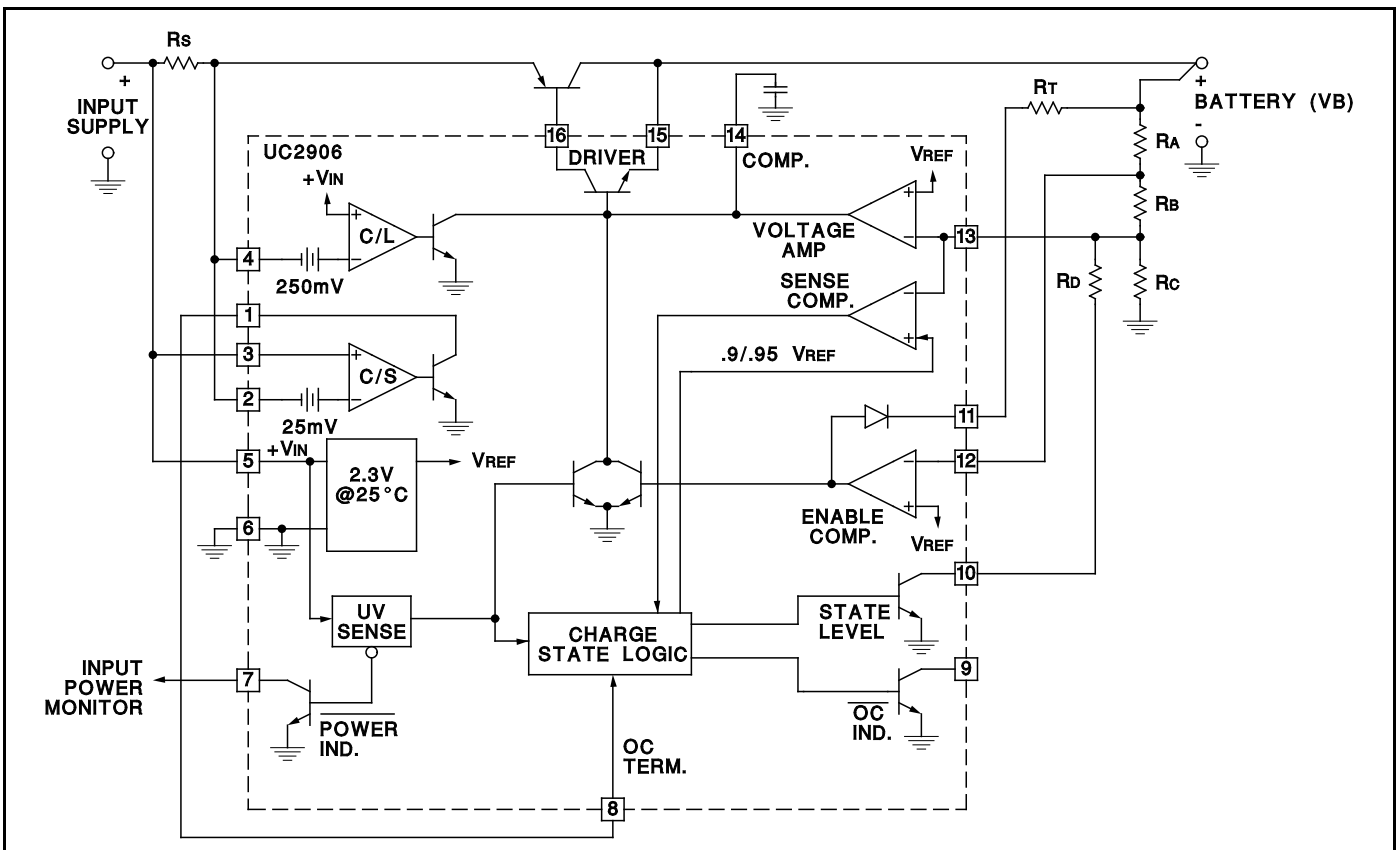 RS
+
INPUT
SUPPLY
RT
+
BATTERY (VB)
-
16
15
14
UC2906
DRIVER
COMP.
VREF
RA
+VIN
+
C/L
-
VOLTAGE
AMP
+
-
13
RB
4
250mV
SENSE
COMP.
-
+
RD
RC
1
3
+
C/S
-
2
.9/.95 VREF
25mV
11
5
+VIN
2.3V
@25°C
VREF
12
-
+
6
ENABLE
COMP.
VREF
10
UV
SENSE
CHARGE
STATE LOGIC
STATE
LEVEL
INPUT
POWER
MONITOR
7
9
POWER
IND.
OC
IND.
OC
TERM.
8